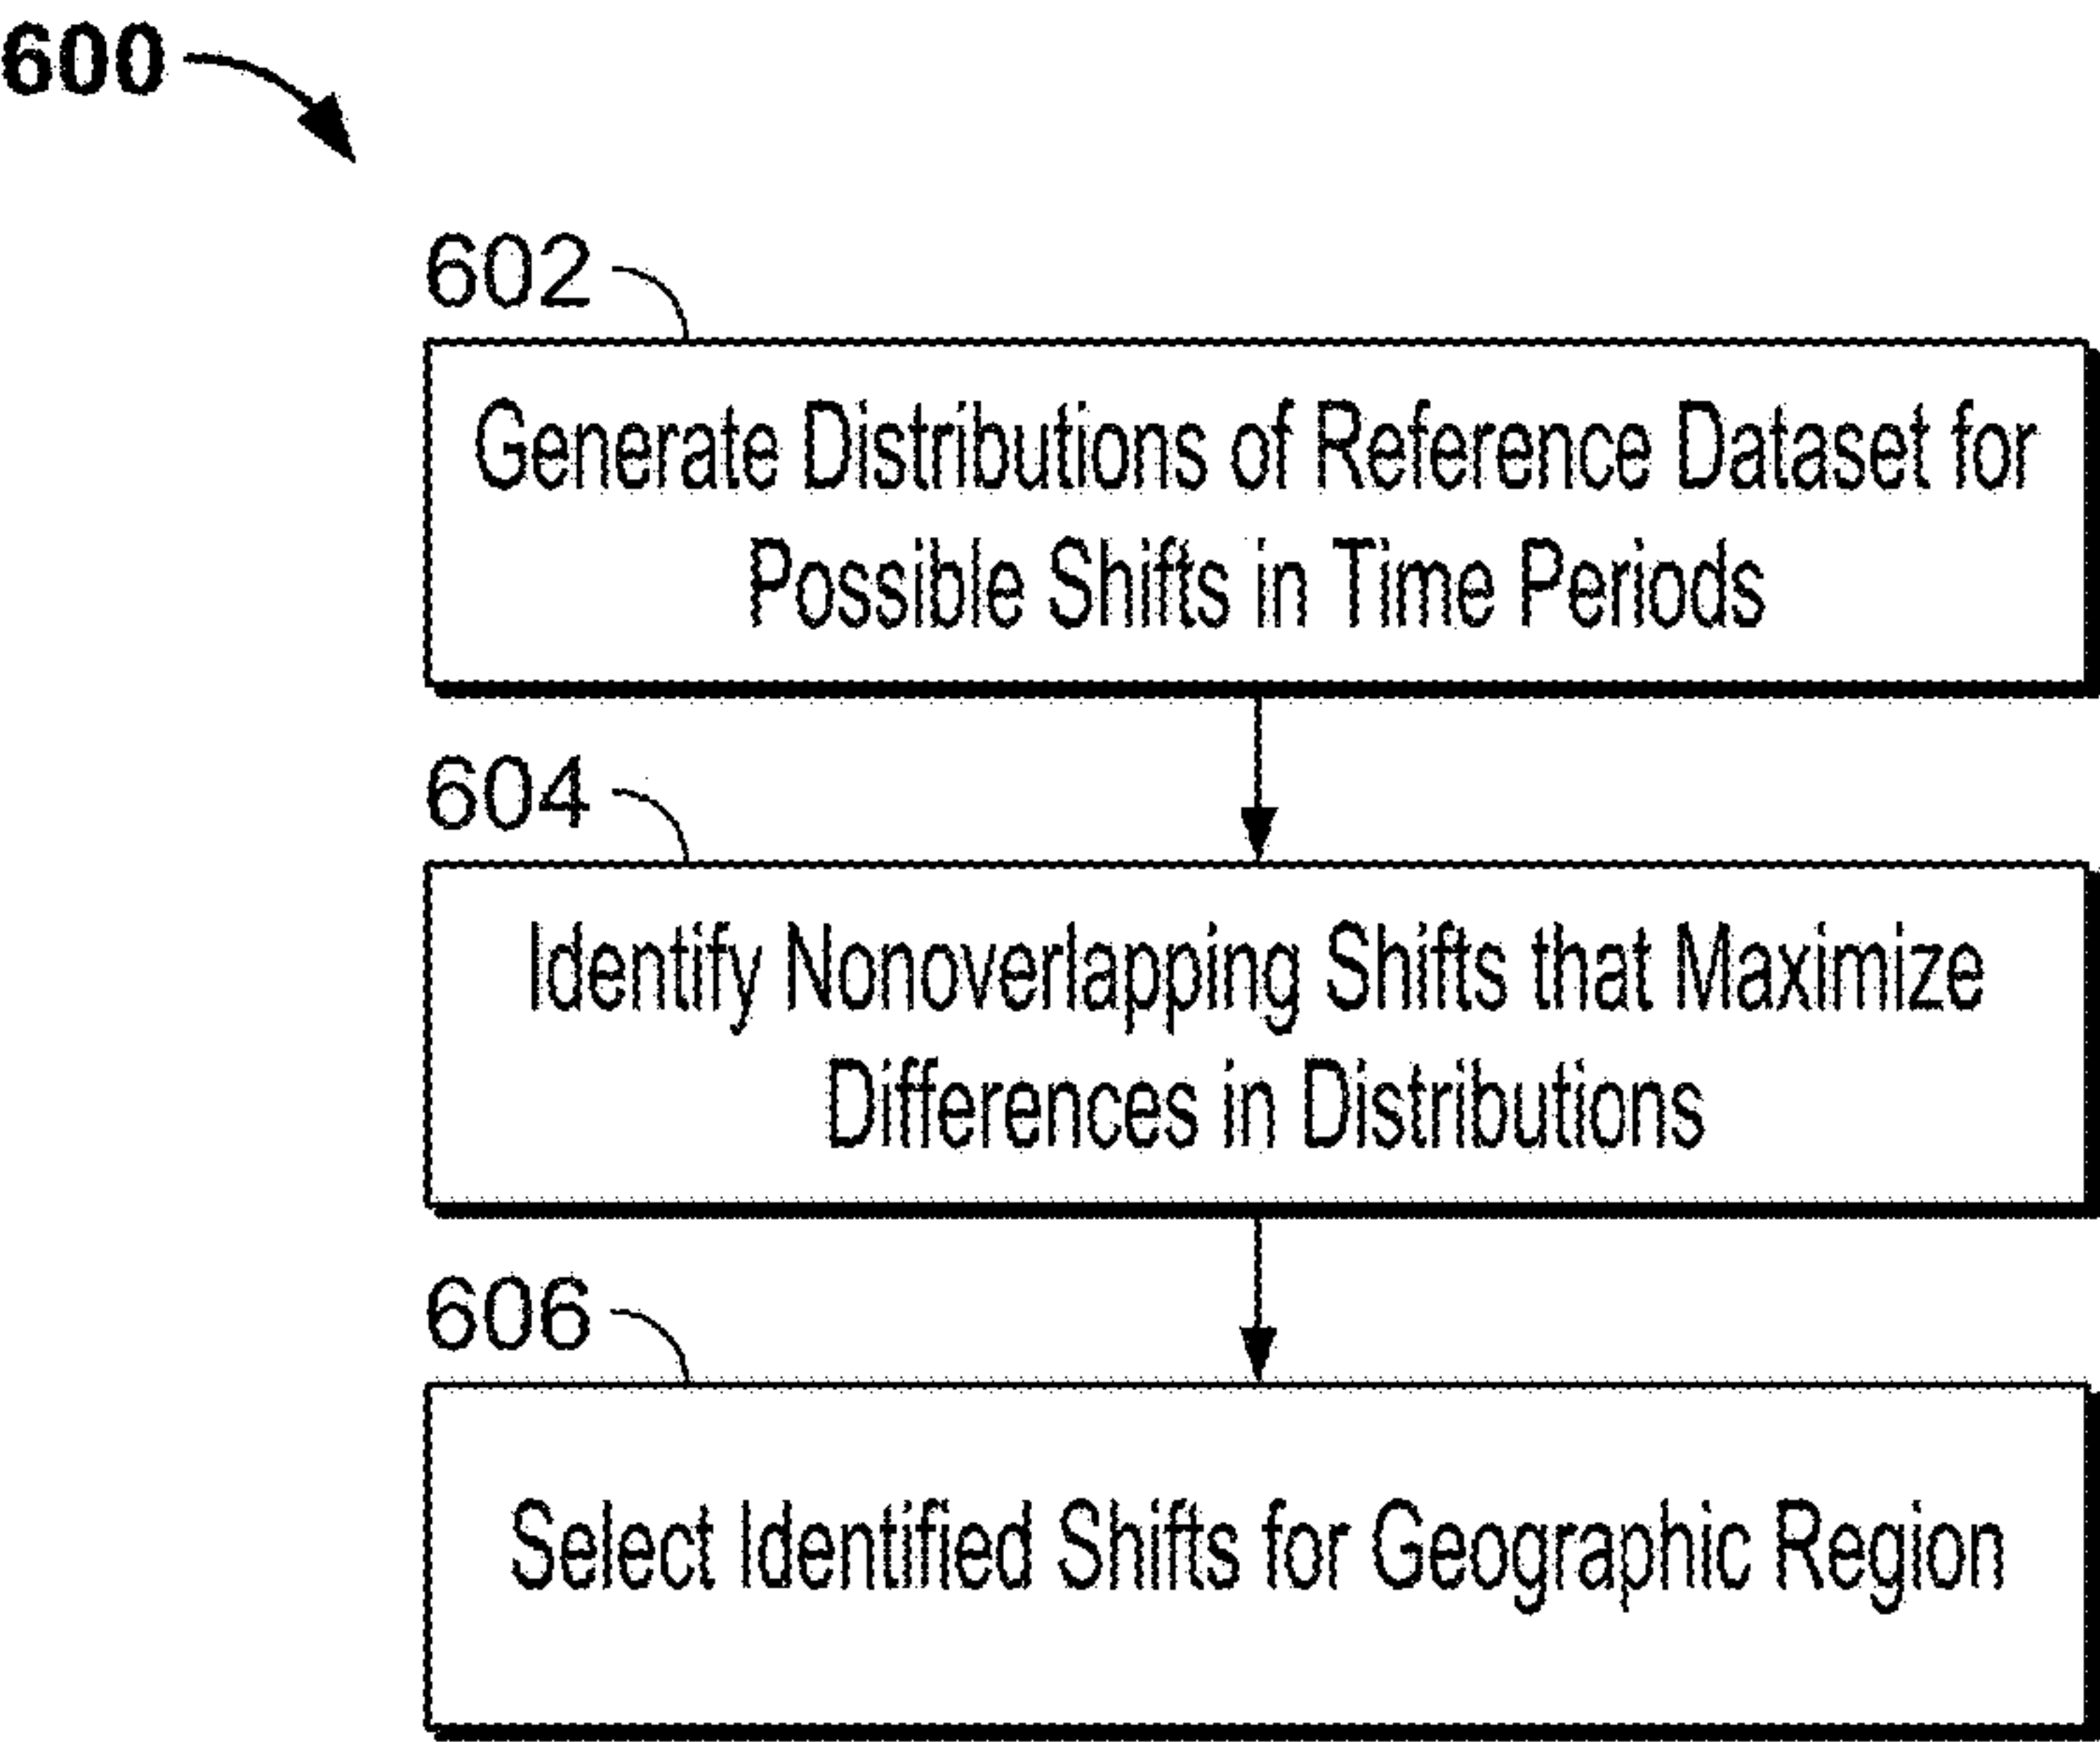 600
602
Generate Distributions of Reference Dataset for
Possible Shifts in Time Periods
604
Identify Nonoverlapping Shifts that Maximize
Differences in Distributions
606
Select Identified Shifts for Geographic Region